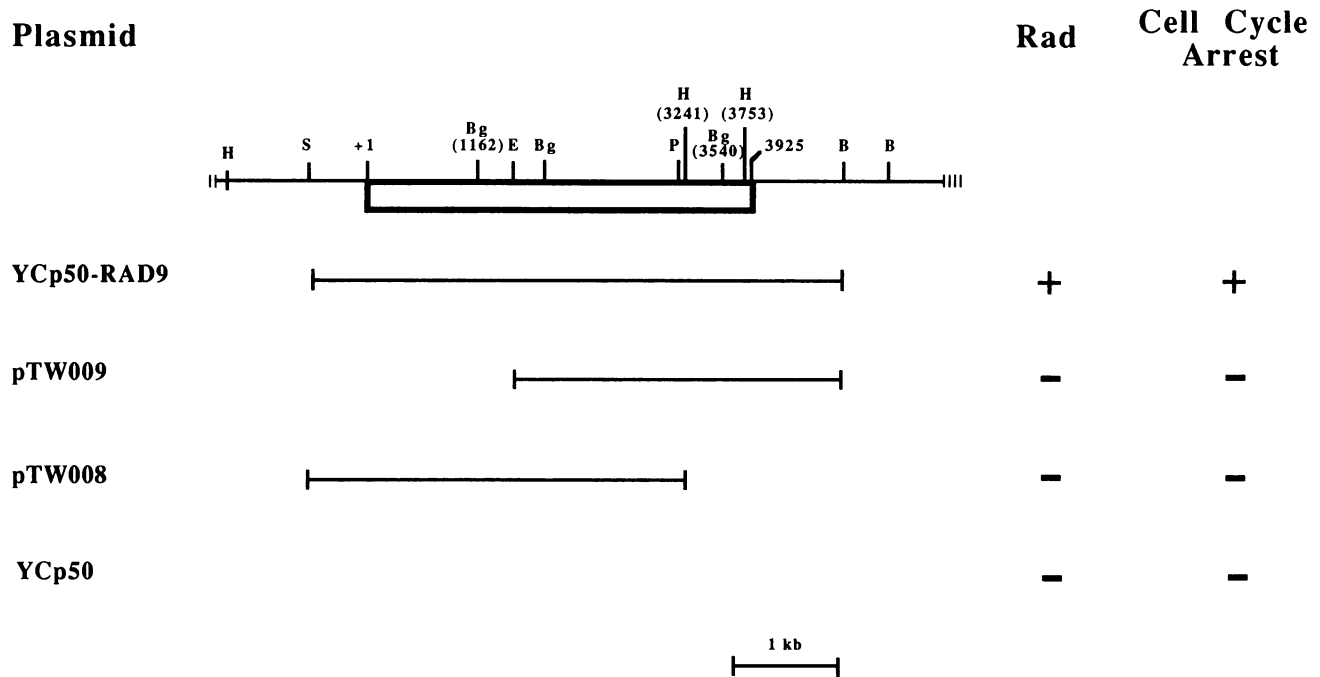 Plasmid
Rad
Cell Cycle
Arrest
H
S
+1
Bg
(1162)
E
Bg
P
H
(3241)
Bg
(3540)
H
(3753)
3925
B
B
YCp50-RAD9
+
+
pTW009
-
-
pTW008
-
-
YCp50
-
-
1 kb